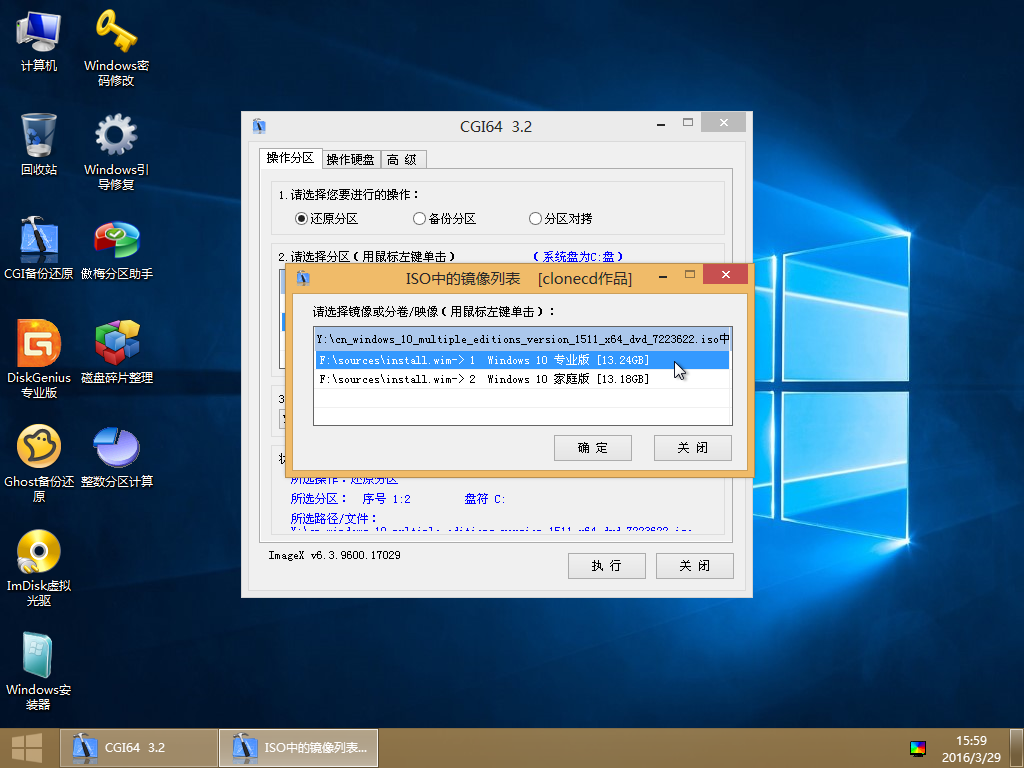 计算机
Windows密
码修改
回收站
Windows引
导修复
CGI备份还原
傲梅分区助手
DiskGenius
专业版
磁盘碎片整理
Ghost备份还
原
整数分区计算
ImDisk虚拟
光驱
Windows安
装器
CGI64 3.2
操作分区
操作硬盘
高 级
1.请选择您要进行的操作：
还原分区
备份分区
分区对拷
2.请选择分区(用鼠标左键单击)
(系统盘为C:盘)
ISO中的镜像列表 [clonecd作品]
请选择镜像或分卷/映像(用鼠标左键单击)：
Y:\cn_windows_10_multiple_editions_version_1511_x64_dvd_7223622.iso中
F:\sources\install.wim-> 1 Windows 10 专业版 [13.24GB]
F:\sources\install.wim-> 2 Windows 10 家庭版 [13.18GB]
确 定
关 闭
3
所选操作：还原分区
所选分区： 序号 1:2 盘符 C:
所选路径/文件：
Y:\cn_windows_10_multiple_editions_version_1511_x64_dvd_7223622.iso
ImageX v6.3.9600.17029
执 行
关 闭
CGI64 3.2
ISO中的镜像列表...
15:59
2016/3/29